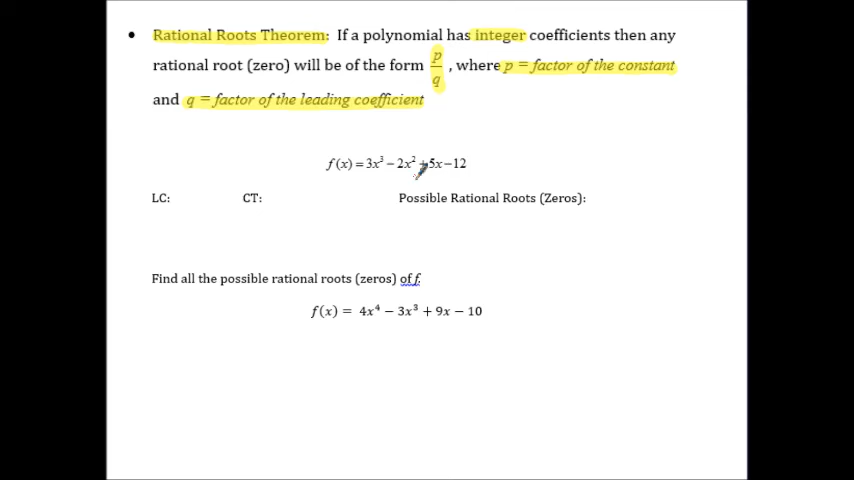 • Rational Roots Theorem: If a polynomial has integer coefficients then any
rational root (zero) will be of the form p/q , where p = factor of the constant
and q = factor of the leading coefficient
f(x) = 3x³ − 2x² + 5x − 12
LC: CT: Possible Rational Roots (Zeros):
Find all the possible rational roots (zeros) of f.
f(x) = 4x⁴ − 3x³ + 9x − 10